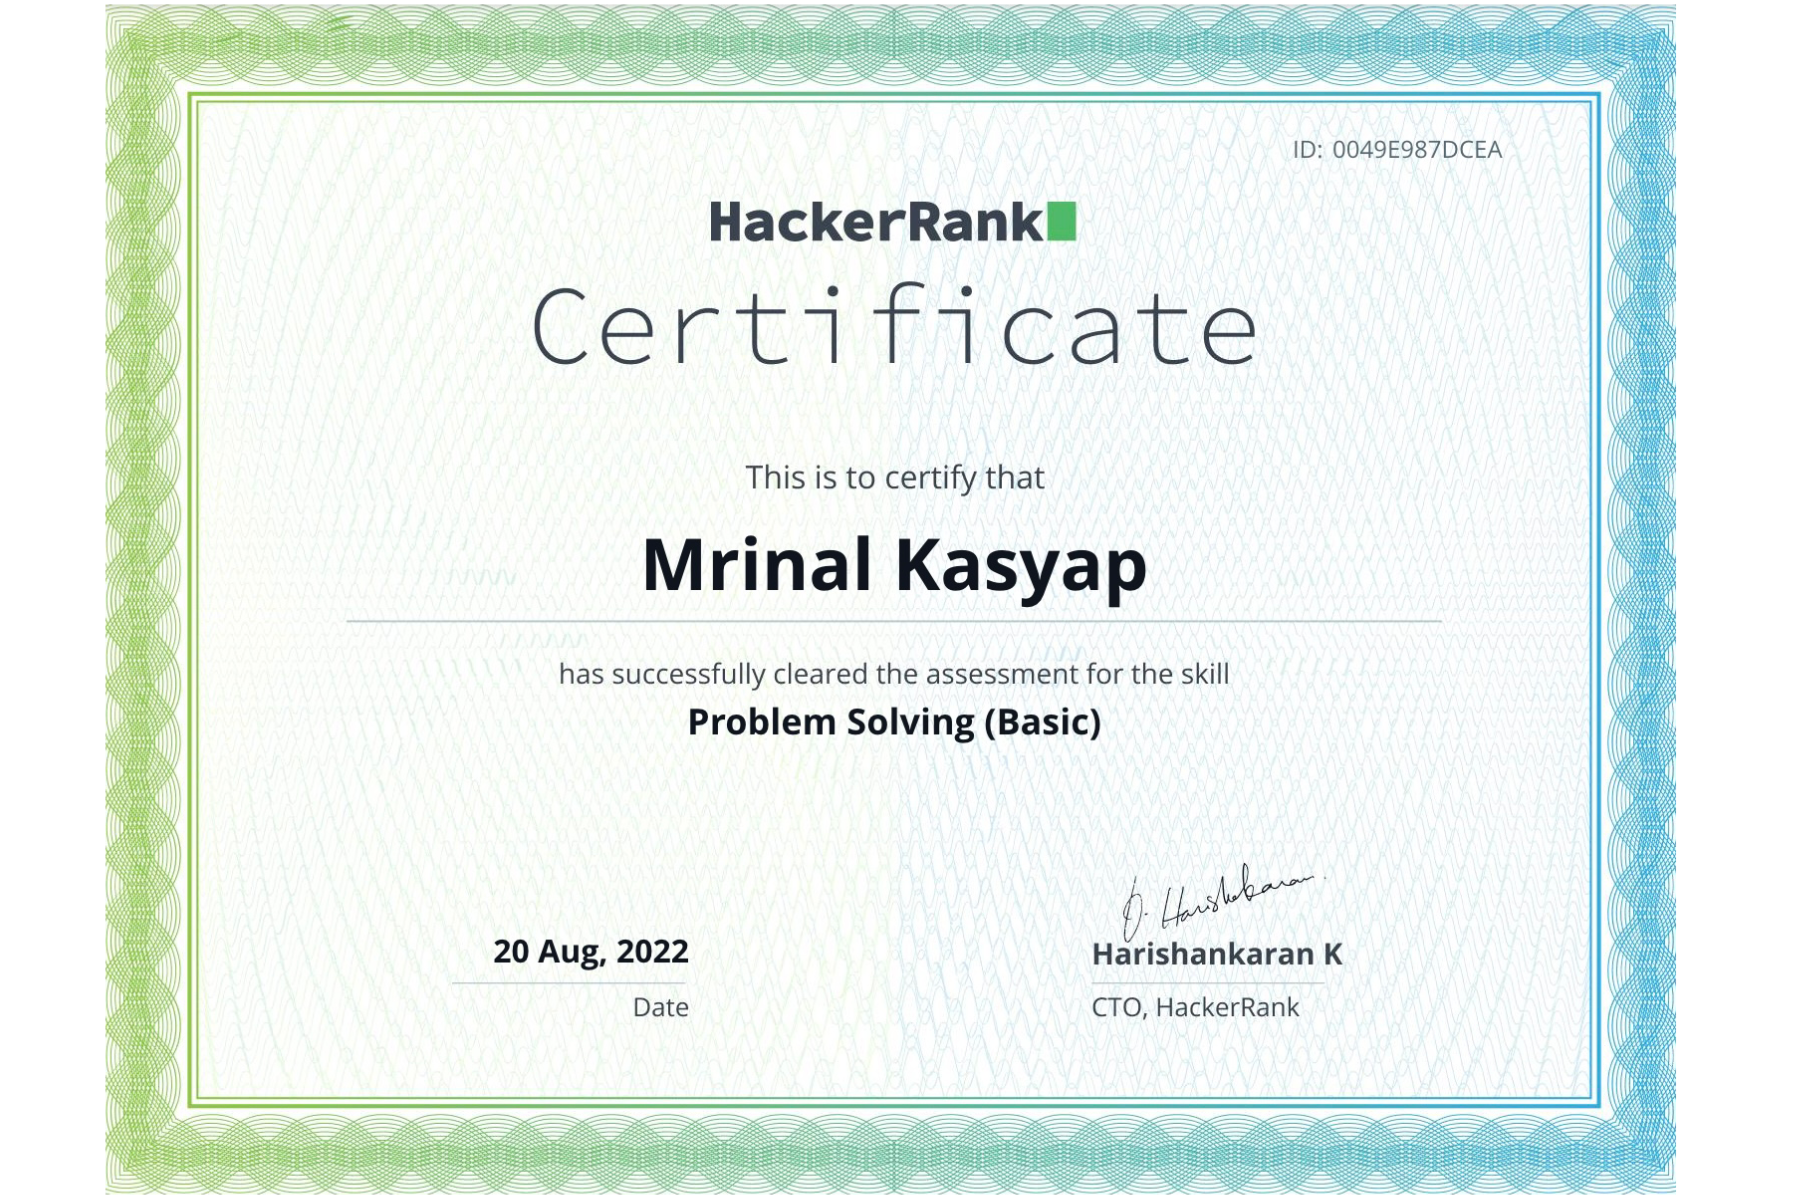 ID: 0049E987DCEA
HackerRank
Certificate
This is to certify that
Mrinal Kasyap
has successfully cleared the assessment for the skill
Problem Solving (Basic)
20 Aug, 2022
Date
Harishankaran K
CTO, HackerRank